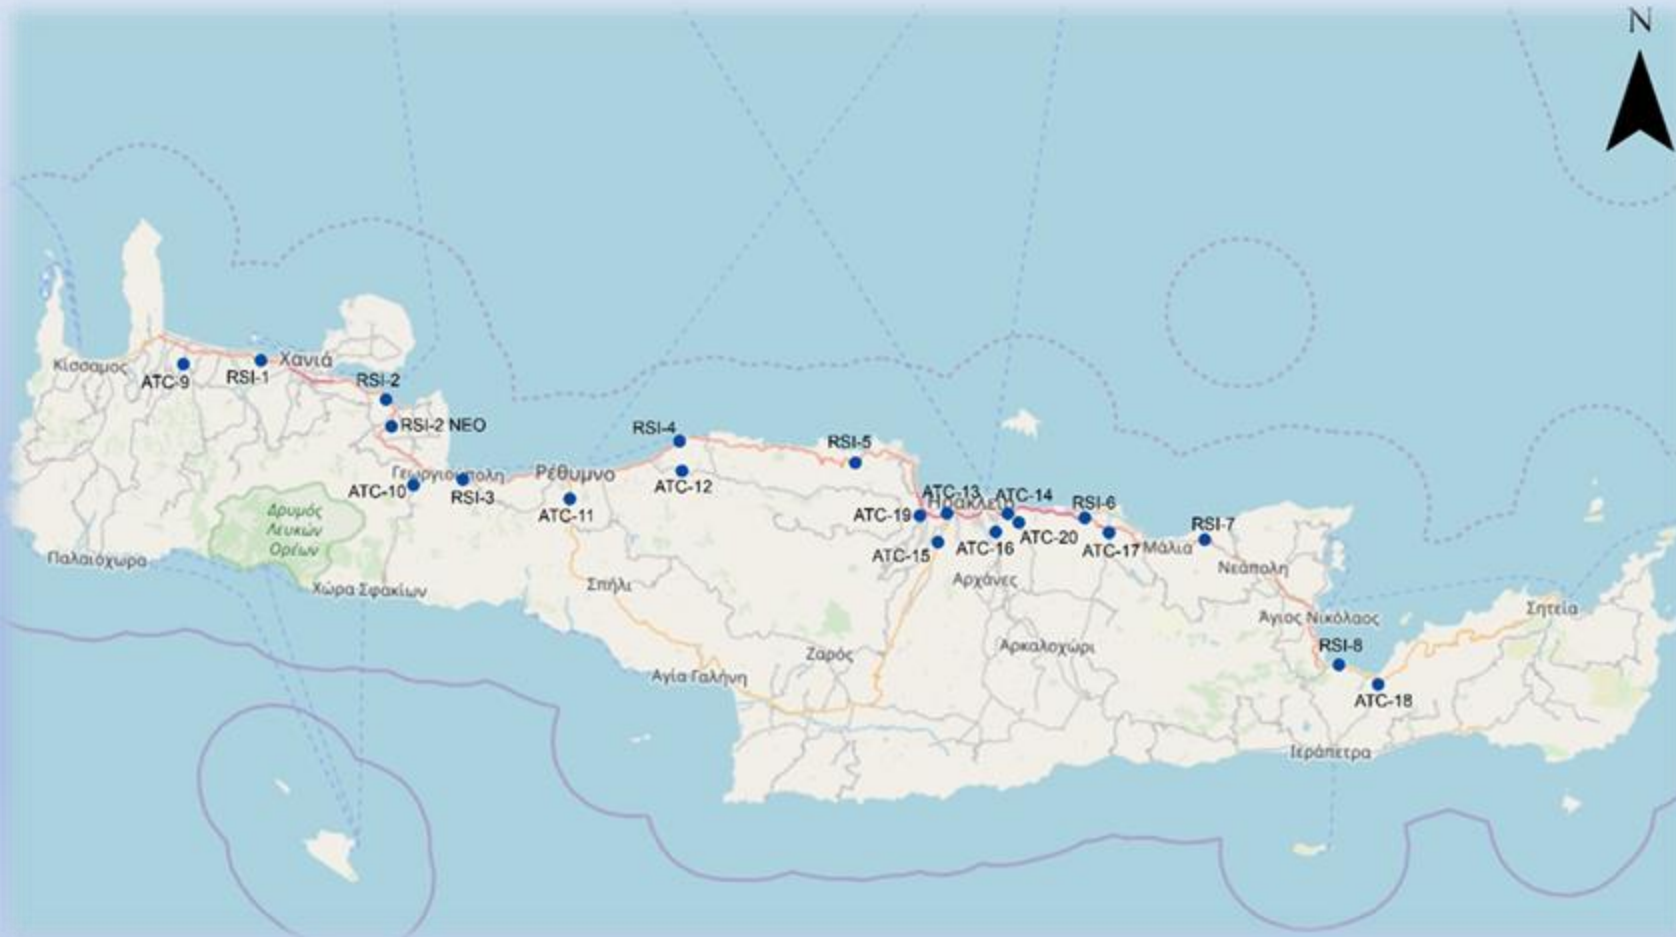 N
Κίσσαμος
ATC-9
RSI-1
Χανιά
RSI-2
RSI-2 NEO
Γεωργιούπολη
ATC-10
RSI-3
Ρέθυμνο
ATC-11
RSI-4
ATC-12
RSI-5
ATC-13
Ηράκλειο
ATC-14
ATC-19
RSI-6
ATC-15
ATC-16
ATC-20
ATC-17
Μάλια
RSI-7
Νεάπολη
Δρυμός
Λευκών
Ορέων
Παλαιόχωρα
Χώρα Σφακίων
Σπήλι
Αρχάνες
Άγιος Νικόλαος
Σητεία
Αγία Γαλήνη
Ζαρός
Αρκαλοχώρι
RSI-8
ATC-18
Ιεράπετρα